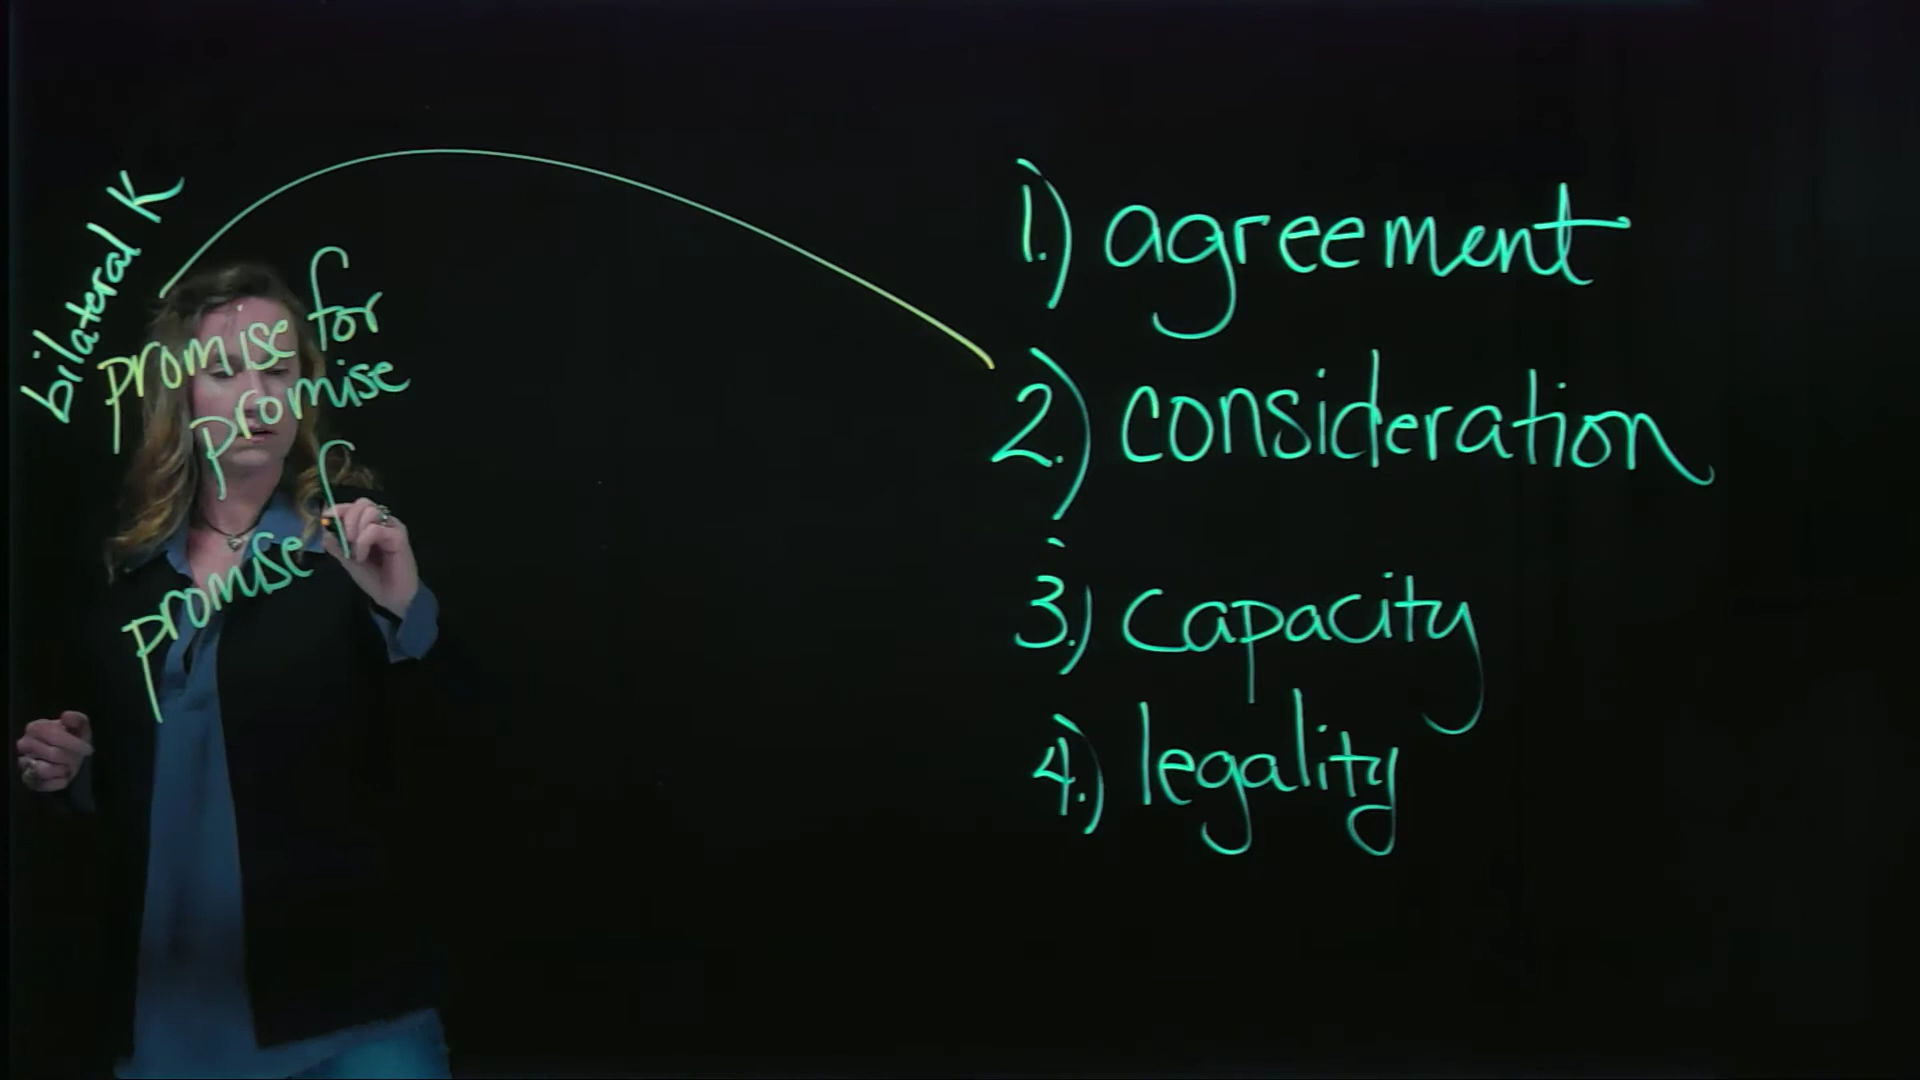 bilateral K
promise for
promise
promise f
1.) agreement
2.) consideration
3.) capacity
4.) legality